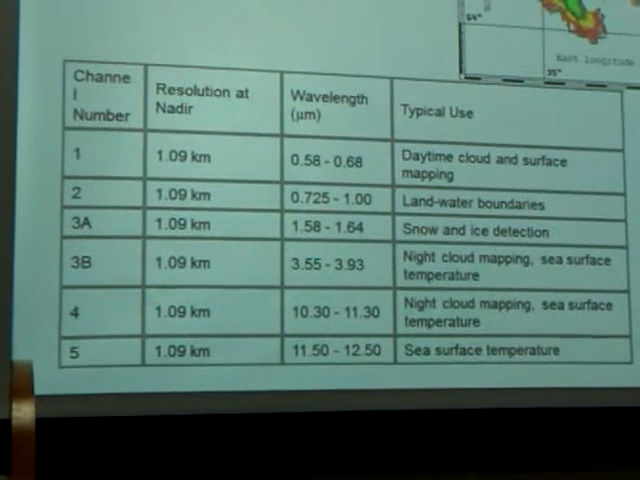 64°
East longitude
35°
Channe
l
Number
Resolution at
Nadir
Wavelength
(µm)
Typical Use
1
1.09 km
0.58 - 0.68
Daytime cloud and surface
mapping
2
1.09 km
0.725 - 1.00
Land-water boundaries
3A
1.09 km
1.58 - 1.64
Snow and ice detection
3B
1.09 km
3.55 - 3.93
Night cloud mapping, sea surface
temperature
4
1.09 km
10.30 - 11.30
Night cloud mapping, sea surface
temperature
5
1.09 km
11.50 - 12.50
Sea surface temperature